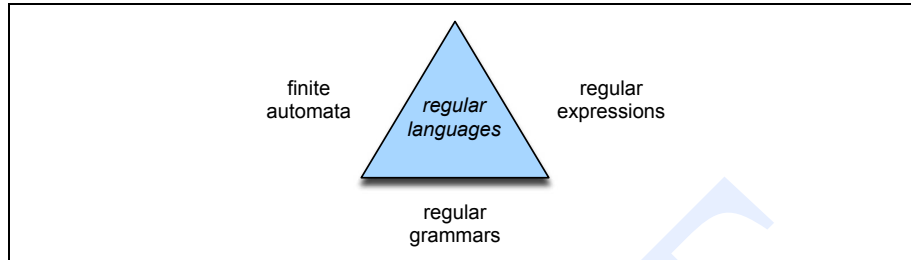 finite
automata
regular
languages
regular
expressions
regular
grammars